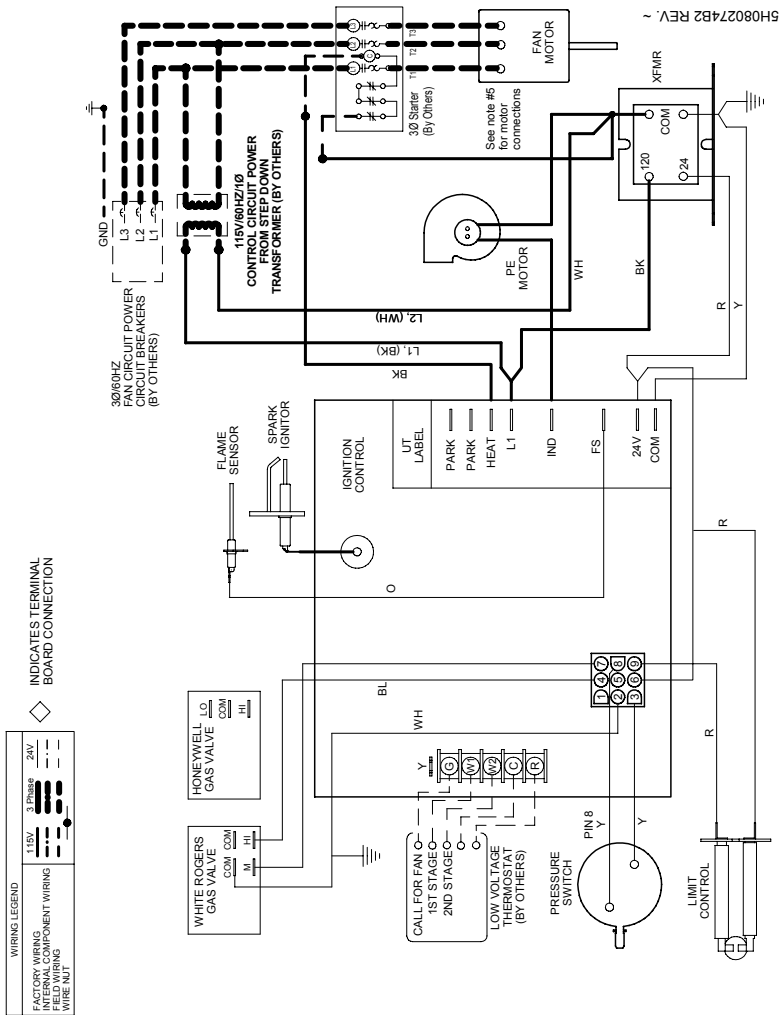 WIRING LEGEND
115V
3 Phase
24V
FACTORY WIRING
INTERNAL COMPONENT WIRING
FIELD WIRING
WIRE NUT
INDICATES TERMINAL
BOARD CONNECTION
WHITE ROGERS
GAS VALVE
COM
COM
M
HI
HONEYWELL
GAS VALVE
LO
COM
HI
FLAME
SENSOR
SPARK
IGNITOR
3Ø/60HZ
FAN CIRCUIT POWER
CIRCUIT BREAKERS
(BY OTHERS)
GND
L3
L2
L1
115V/60HZ/1Ø
CONTROL CIRCUIT POWER
FROM STEP DOWN
TRANSFORMER (BY OTHERS)
L3
L2
C
L1
T3
T2
T1
3Ø Starter
(By Others)
FAN
MOTOR
See note #5
for motor
connections
5H080274B2 REV. ~
BK
L1, (BK)
L2, (WH)
PE
MOTOR
WH
BK
R
Y
XFMR
COM
120
24
IGNITION
CONTROL
UT
LABEL
PARK
PARK
HEAT
L1
IND
FS
24V
COM
O
BL
WH
Y
G
W1
W2
C
R
CALL FOR FAN
1ST STAGE
2ND STAGE
LOW VOLTAGE
THERMOSTAT
(BY OTHERS)
1
4
7
2
5
8
3
6
9
PIN 8
Y
Y
PRESSURE
SWITCH
R
R
LIMIT
CONTROL